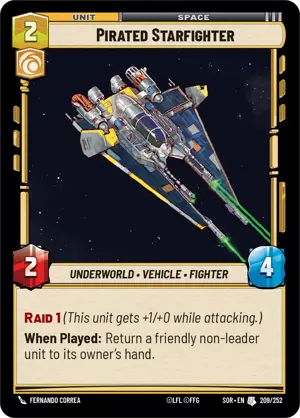 UNIT SPACE
2 PIRATED STARFIGHTER
2 4
UNDERWORLD • VEHICLE • FIGHTER
RAID 1 (This unit gets +1/+0 while attacking.)
When Played: Return a friendly non-leader
unit to its owner's hand.
FERNANDO CORREA ©LFL ©FFG SOR • EN U 209/252